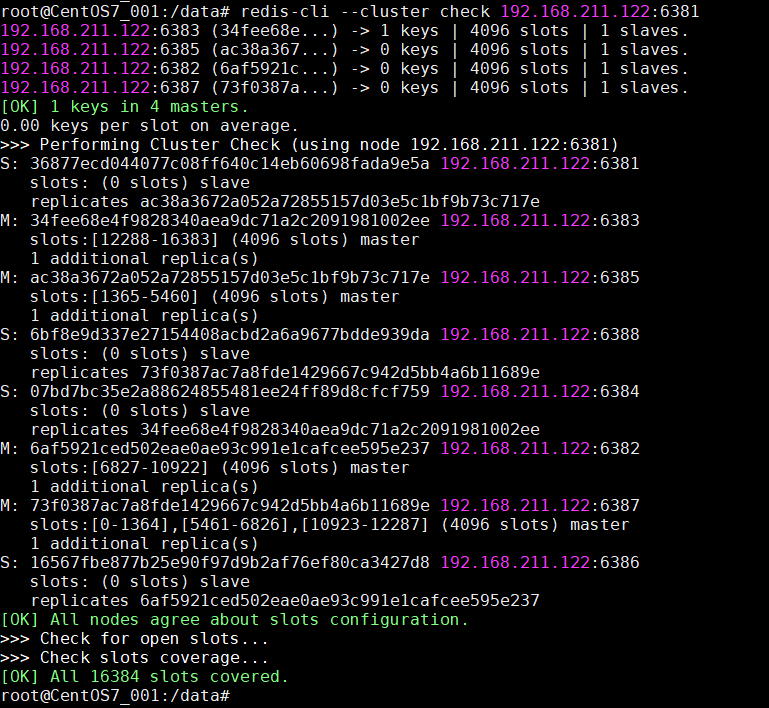 root@CentOS7_001:/data# redis-cli --cluster check 192.168.211.122:6381
192.168.211.122:6383 (34fee68e...) -> 1 keys | 4096 slots | 1 slaves.
192.168.211.122:6385 (ac38a367...) -> 0 keys | 4096 slots | 1 slaves.
192.168.211.122:6382 (6af5921c...) -> 0 keys | 4096 slots | 1 slaves.
192.168.211.122:6387 (73f0387a...) -> 0 keys | 4096 slots | 1 slaves.
[OK] 1 keys in 4 masters.
0.00 keys per slot on average.
>>> Performing Cluster Check (using node 192.168.211.122:6381)
S: 36877ecd044077c08ff640c14eb60698fada9e5a 192.168.211.122:6381
   slots: (0 slots) slave
   replicates ac38a3672a052a72855157d03e5c1bf9b73c717e
M: 34fee68e4f9828340aea9dc71a2c2091981002ee 192.168.211.122:6383
   slots:[12288-16383] (4096 slots) master
   1 additional replica(s)
M: ac38a3672a052a72855157d03e5c1bf9b73c717e 192.168.211.122:6385
   slots:[1365-5460] (4096 slots) master
   1 additional replica(s)
S: 6bf8e9d337e27154408acbd2a6a9677bdde939da 192.168.211.122:6388
   slots: (0 slots) slave
   replicates 73f0387ac7a8fde1429667c942d5bb4a6b11689e
S: 07bd7bc35e2a88624855481ee24ff89d8cfcf759 192.168.211.122:6384
   slots: (0 slots) slave
   replicates 34fee68e4f9828340aea9dc71a2c2091981002ee
M: 6af5921ced502eae0ae93c991e1cafcee595e237 192.168.211.122:6382
   slots:[6827-10922] (4096 slots) master
   1 additional replica(s)
M: 73f0387ac7a8fde1429667c942d5bb4a6b11689e 192.168.211.122:6387
   slots:[0-1364],[5461-6826],[10923-12287] (4096 slots) master
   1 additional replica(s)
S: 16567fbe877b25e90f97d9b2af76ef80ca3427d8 192.168.211.122:6386
   slots: (0 slots) slave
   replicates 6af5921ced502eae0ae93c991e1cafcee595e237
[OK] All nodes agree about slots configuration.
>>> Check for open slots...
>>> Check slots coverage...
[OK] All 16384 slots covered.
root@CentOS7_001:/data#